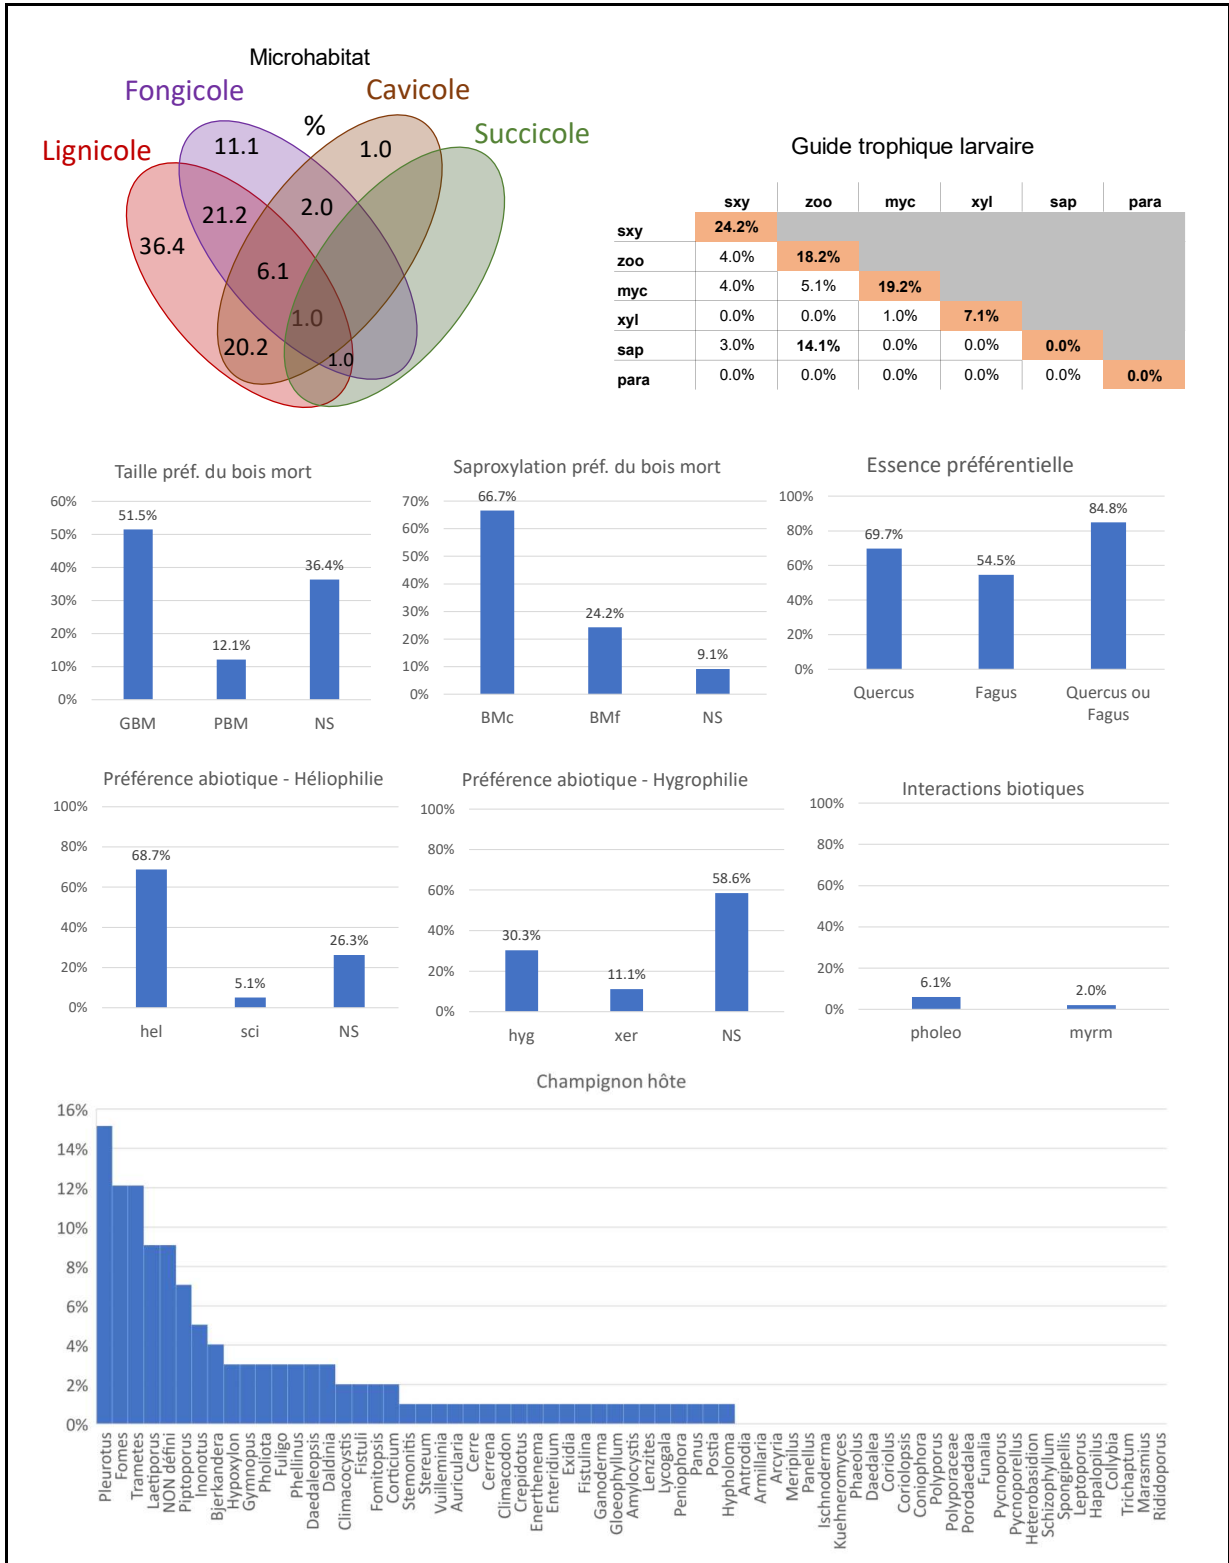 Microhabitat
Fongicole
Cavicole
%
Succicole
Lignicole
11.1
1.0
21.2
2.0
36.4
6.1
1.0
20.2
1.0
Guide trophique larvaire
sxy zoo myc xyl sap para
sxy 24.2%
zoo 4.0% 18.2%
myc 4.0% 5.1% 19.2%
xyl 0.0% 0.0% 1.0% 7.1%
sap 3.0% 14.1% 0.0% 0.0% 0.0%
para 0.0% 0.0% 0.0% 0.0% 0.0% 0.0%
Taille préf. du bois mort
60%
50%
40%
30%
20%
10%
0%
51.5%
12.1%
36.4%
GBM PBM NS
Saproxylation préf. du bois mort
70%
60%
50%
40%
30%
20%
10%
0%
66.7%
24.2%
9.1%
BMc BMf NS
Essence préférentielle
100%
80%
60%
40%
20%
0%
69.7%
54.5%
84.8%
Quercus Fagus Quercus ou
Fagus
Préférence abiotique - Héliophilie
100%
80%
60%
40%
20%
0%
68.7%
5.1%
26.3%
hel sci NS
Préférence abiotique - Hygrophilie
100%
80%
60%
40%
20%
0%
30.3%
11.1%
58.6%
hyg xer NS
Interactions biotiques
100%
80%
60%
40%
20%
0%
6.1%
2.0%
pholeo myrm
Champignon hôte
16%
14%
12%
10%
8%
6%
4%
2%
0%
Pleurotus
Fomes
Trametes
Laetiporus
NON défini
Piptoporus
Inonotus
Bjerkandera
Hypoxylon
Gymnopus
Pholiota
Fuligo
Phellinus
Daedaleopsis
Daldinia
Climacocystis
Fistuli
Fomitopsis
Corticium
Stemonitis
Stereum
Vuilleminia
Auricularia
Cerre
Cerrena
Climacodon
Crepidotus
Enerthenema
Enteridium
Exidia
Fistulina
Ganoderma
Gloeophyllum
Amylocystis
Lenzites
Lycogala
Peniophora
Panus
Postia
Hypholoma
Antrodia
Armillaria
Arcyria
Meripilus
Panellus
Ischnoderma
Kuehneromyces
Phaeolus
Daedalea
Coriolus
Coriolopsis
Coniophora
Polyporus
Polyporaceae
Porodaedalea
Funalia
Pycnoporus
Pycnoporellus
Heterobasidion
Schizophyllum
Spongipellis
Leptoporus
Hapalopilus
Collybia
Trichaptum
Marasmius
Rididoporus